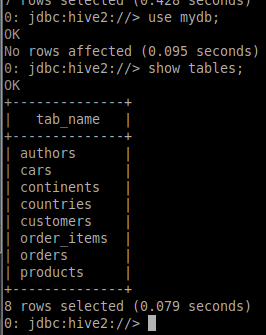 7 rows selected (0.428 seconds)
0: jdbc:hive2://> use mydb;
OK
No rows affected (0.095 seconds)
0: jdbc:hive2://> show tables;
OK
+--------------+
|   tab_name   |
+--------------+
| authors      |
| cars         |
| continents   |
| countries    |
| customers    |
| order_items  |
| orders       |
| products     |
+--------------+
8 rows selected (0.079 seconds)
0: jdbc:hive2://>